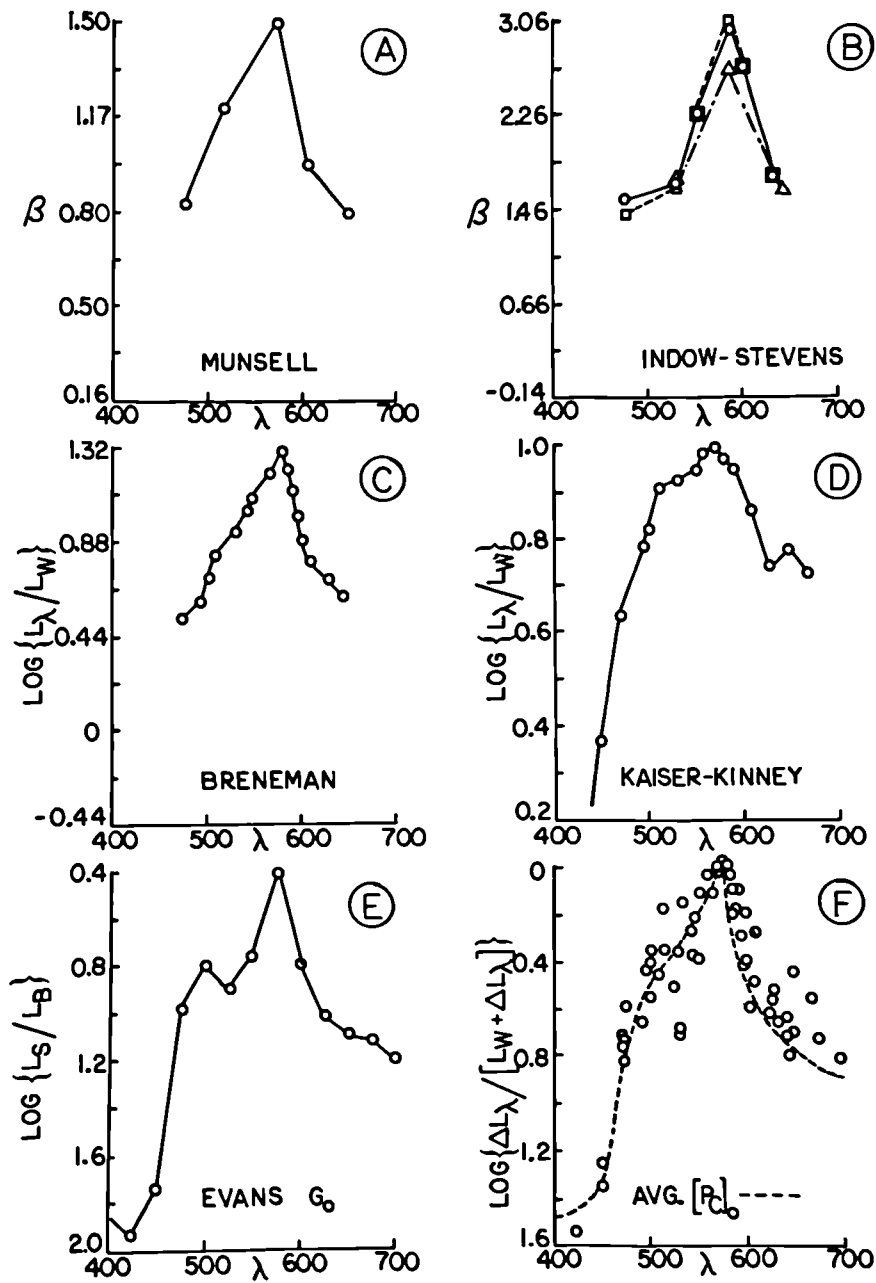 1.50
1.17
β 0.80
0.50
0.16
400 500 λ 600 700
MUNSELL
A
3.06
2.26
β 1.46
0.66
-0.14
400 500 λ 600 700
INDOW-STEVENS
B
1.32
0.88
0.44
0
-0.44
LOG {Lλ/LW}
400 500 λ 600 700
BRENEMAN
C
1.0
0.8
0.6
0.4
0.2
LOG {Lλ/LW}
400 500 λ 600 700
KAISER-KINNEY
D
0.4
0.8
1.2
1.6
2.0
LOG {LS/LB}
400 500 λ 600 700
EVANS G0
E
0
0.4
0.8
-1.2
1.6
LOG{ΔLλ/[LW+ΔLλ]}
400 500 λ 600 700
AVG. [PC]
F